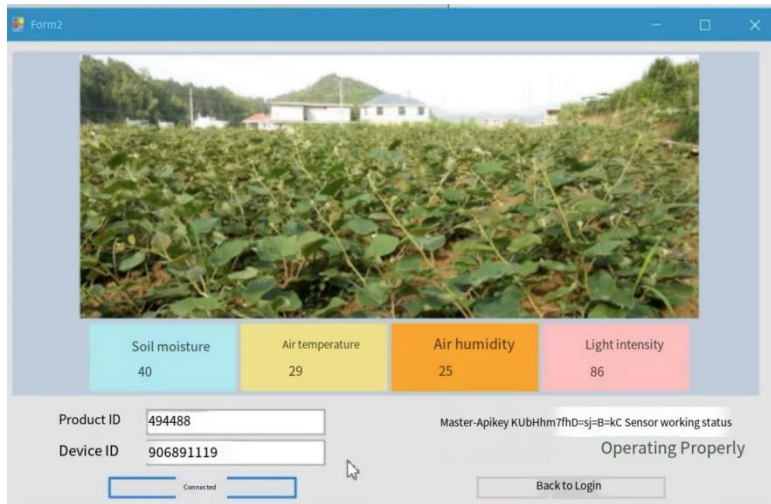 Form2
Soil moisture
Air temperature
Air humidity
Light intensity
40
29
25
86
Product ID 494488
Master-Apikey KUbHhm7fhD=sj=B=kC Sensor working status
Device ID 906891119
Operating Properly
Connected
Back to Login